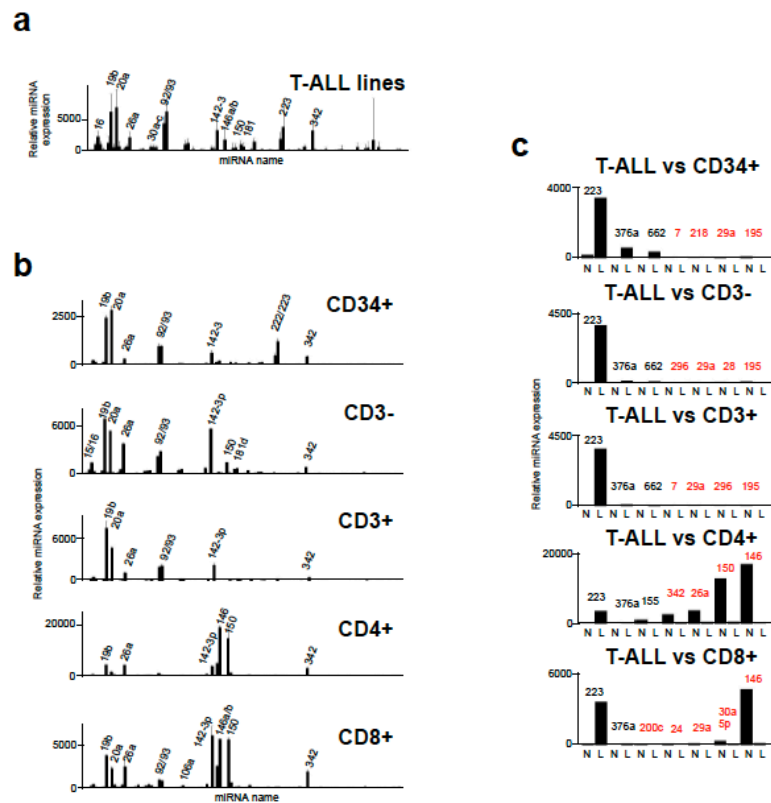 a
T-ALL lines
Relative miRNA
expression
5000
0
16
19b
20a
26a
30a-c
92/93
142-3
146a/b
150
181
223
342
miRNA name
b
Relative miRNA expression
CD34+
2500
0
19b
20a
26a
92/93
142-3
222/223
342
CD3-
6000
0
15/16
19b
20a
26a
92/93
142-3p
150
181d
342
CD3+
6000
0
19b
20a
26a
92/93
142-3p
342
CD4+
20000
0
19b
26a
142-3p
146
150
342
CD8+
5000
0
19b
20a
26a
92/93
106a
142-3p
146a/b
150
342
miRNA name
c
Relative miRNA expression
T-ALL vs CD34+
4000
0
223 376a 662 7 218 29a 195
N L N L N L N L N L N L N L
T-ALL vs CD3-
4500
0
223 376a 662 296 29a 28 195
N L N L N L N L N L N L N L
T-ALL vs CD3+
4500
0
223 376a 662 7 29a 296 195
N L N L N L N L N L N L N L
T-ALL vs CD4+
20000
0
223 376a 155 342 26a 150 146
N L N L N L N L N L N L N L
T-ALL vs CD8+
6000
0
223 376a 200c 24 29a 30a 146
5p
N L N L N L N L N L N L N L